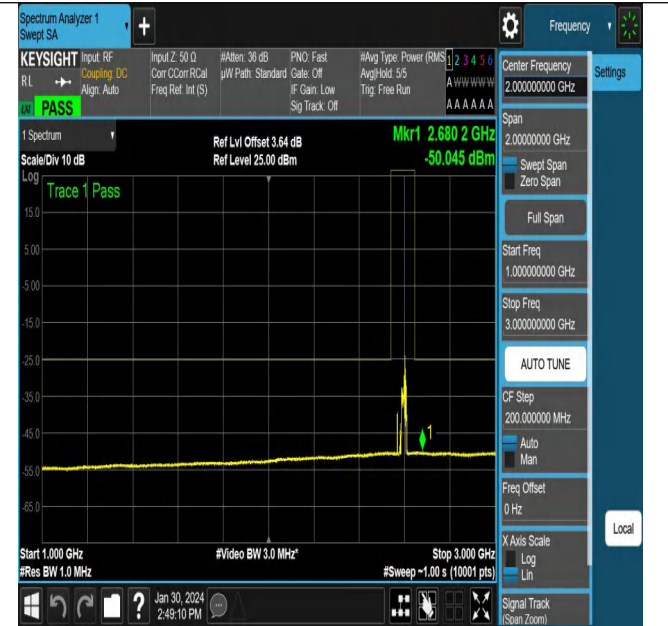 Spectrum Analyzer 1
Swept SA
+
Frequency
KEYSIGHT
RL
LXI PASS
Input: RF
Coupling: DC
Align: Auto
Input Z: 50 Ω
Corr CCorr RCal
Freq Ref: Int (S)
#Atten: 36 dB
µW Path: Standard
PNO: Fast
Gate: Off
IF Gain: Low
Sig Track: Off
#Avg Type: Power (RMS
Avg|Hold: 5/5
Trig: Free Run
1 2 3 4 5 6
A W W W W W
A A A A A A
1 Spectrum
Scale/Div 10 dB
Ref Lvl Offset 3.64 dB
Ref Level 25.00 dBm
Mkr1 2.680 2 GHz
-50.045 dBm
Log
Trace 1 Pass
15.0
5.00
-5.00
-15.0
-25.0
-35.0
-45.0
-55.0
-65.0
1
Start 1.000 GHz
#Res BW 1.0 MHz
#Video BW 3.0 MHz*
Stop 3.000 GHz
#Sweep ~1.00 s (10001 pts)
Center Frequency
2.00000000 GHz
Settings
Span
2.00000000 GHz
Swept Span
Zero Span
Full Span
Start Freq
1.000000000 GHz
Stop Freq
3.000000000 GHz
AUTO TUNE
CF Step
200.000000 MHz
Auto
Man
Freq Offset
0 Hz
X Axis Scale
Log
Lin
Local
Signal Track
(Span Zoom)
?
Jan 30, 2024
2:49:10 PM